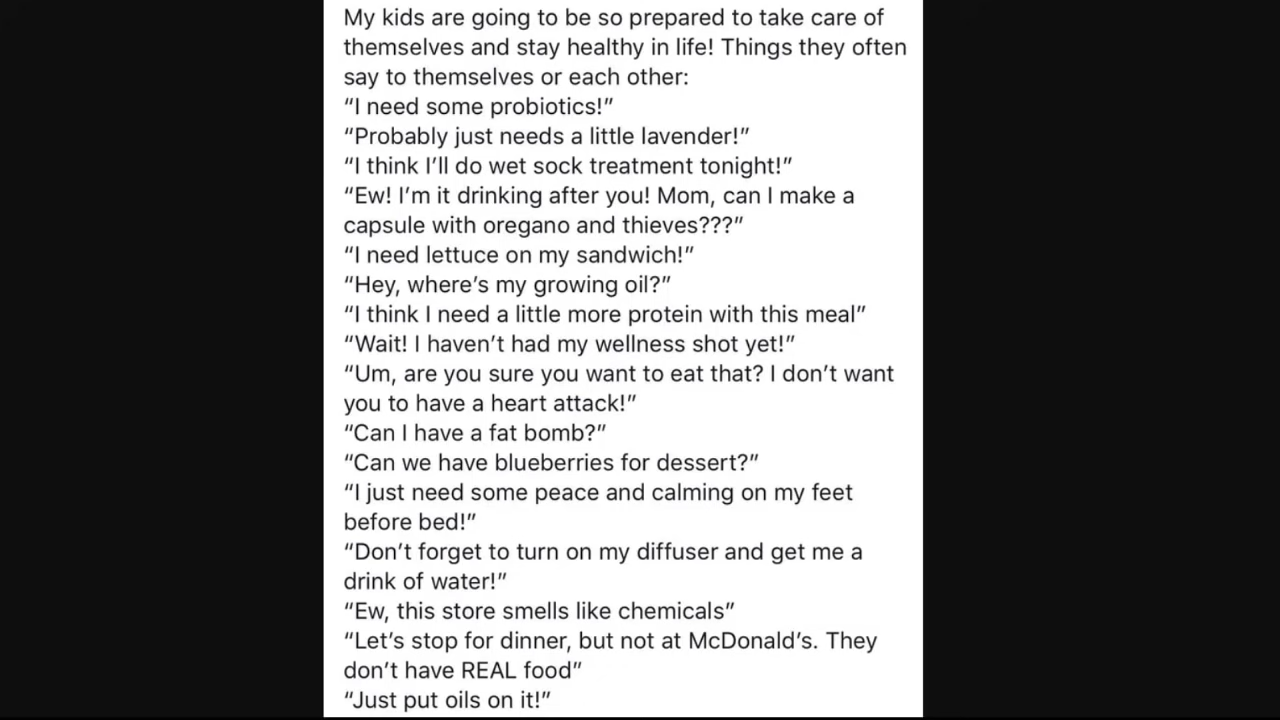 My kids are going to be so prepared to take care of
themselves and stay healthy in life! Things they often
say to themselves or each other:
“I need some probiotics!”
“Probably just needs a little lavender!”
“I think I’ll do wet sock treatment tonight!”
“Ew! I’m it drinking after you! Mom, can I make a
capsule with oregano and thieves???”
“I need lettuce on my sandwich!”
“Hey, where’s my growing oil?”
“I think I need a little more protein with this meal”
“Wait! I haven’t had my wellness shot yet!”
“Um, are you sure you want to eat that? I don’t want
you to have a heart attack!”
“Can I have a fat bomb?”
“Can we have blueberries for dessert?”
“I just need some peace and calming on my feet
before bed!”
“Don’t forget to turn on my diffuser and get me a
drink of water!”
“Ew, this store smells like chemicals”
“Let’s stop for dinner, but not at McDonald’s. They
don’t have REAL food”
“Just put oils on it!”